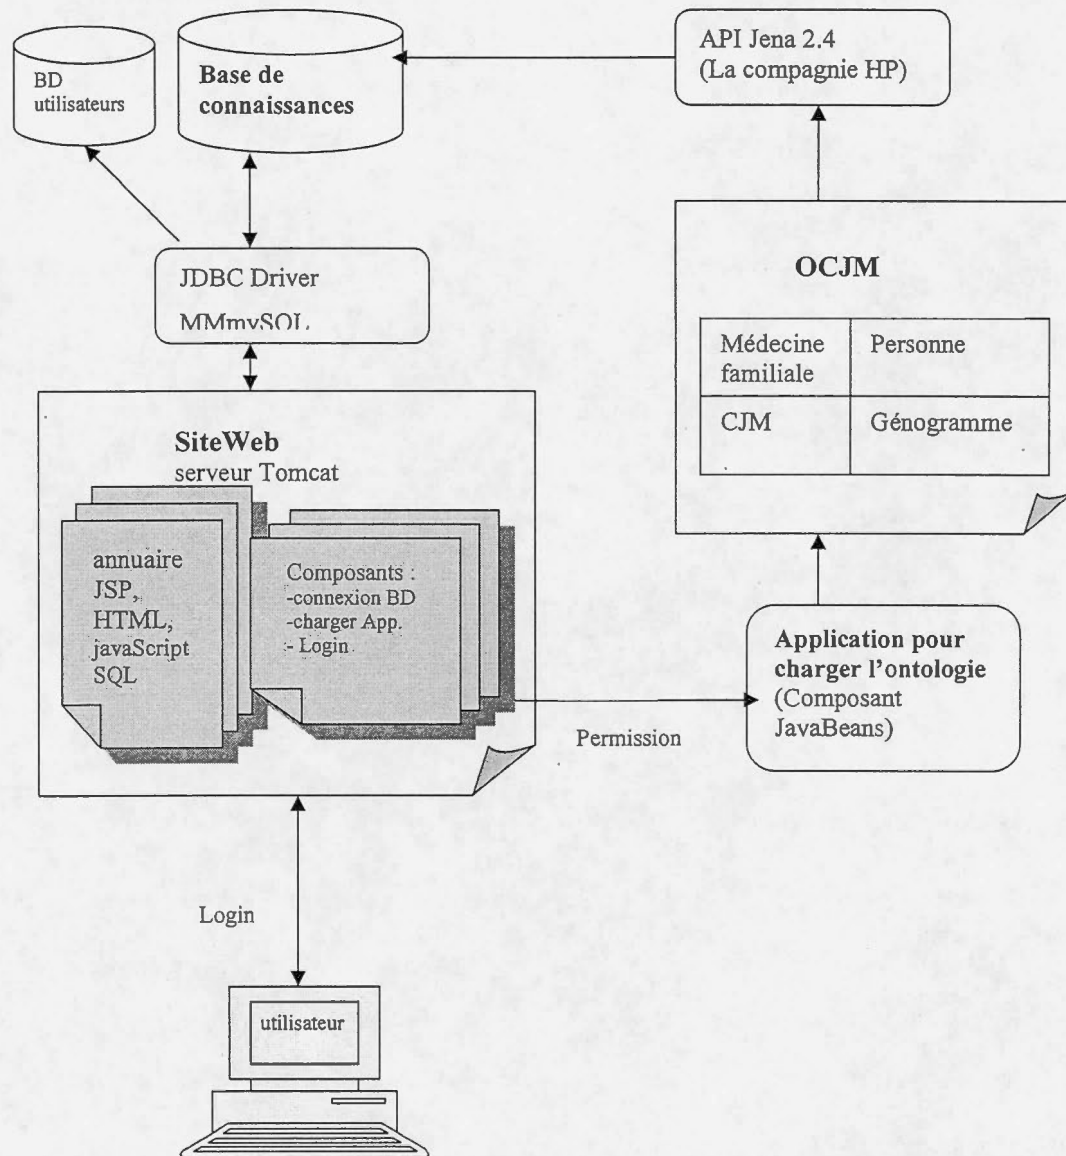 BD
utilisateurs
Base de
connaissances
API Jena 2.4
(La compagnie HP)
JDBC Driver
MMmySQL
OCJM
Médecine
familiale
Personne
CJM
Génogramme
SiteWeb
serveur Tomcat
annuaire
JSP,
HTML,
javaScript
SQL
Composants :
-connexion BD
-charger App.
- Login
Application pour
charger l'ontologie
(Composant
JavaBeans)
Permission
Login
utilisateur